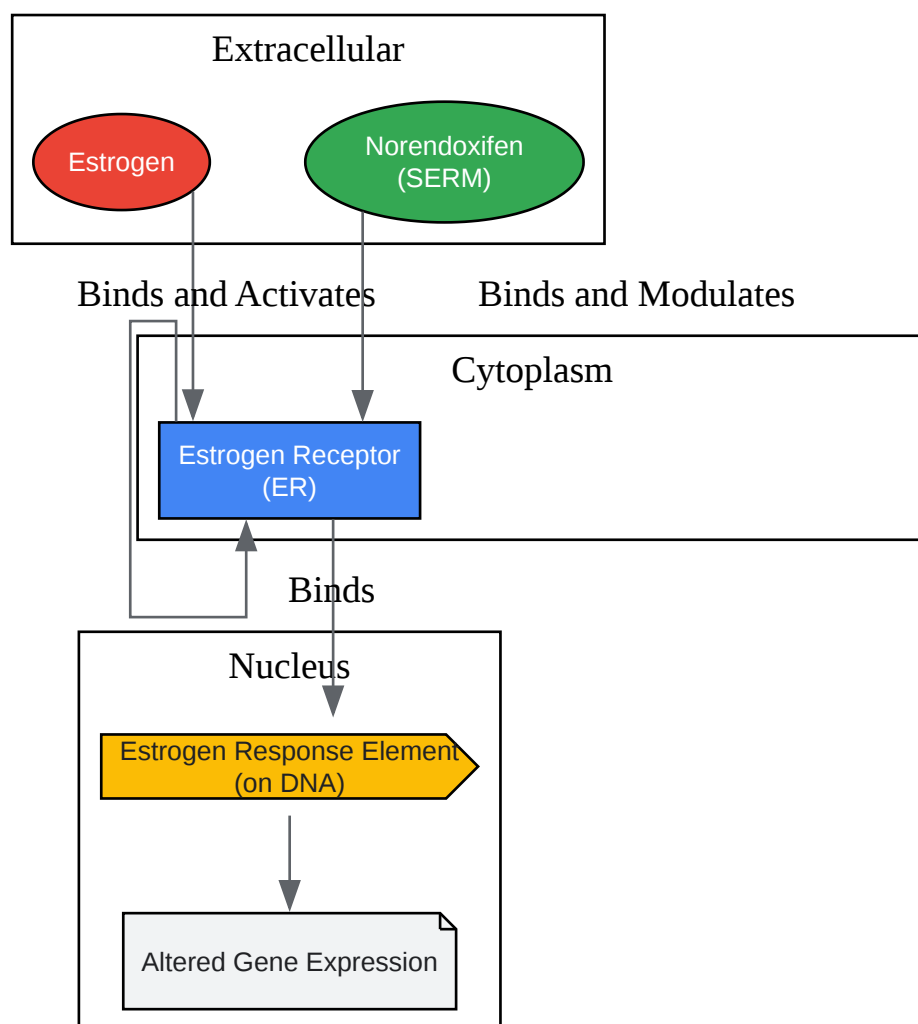 Extracellular
Estrogen
Norendoxifen
(SERM)
Binds and Activates
Binds and Modulates
Cytoplasm
Estrogen Receptor
(ER)
Binds
Nucleus
Estrogen Response Element
(on DNA)
Altered Gene Expression